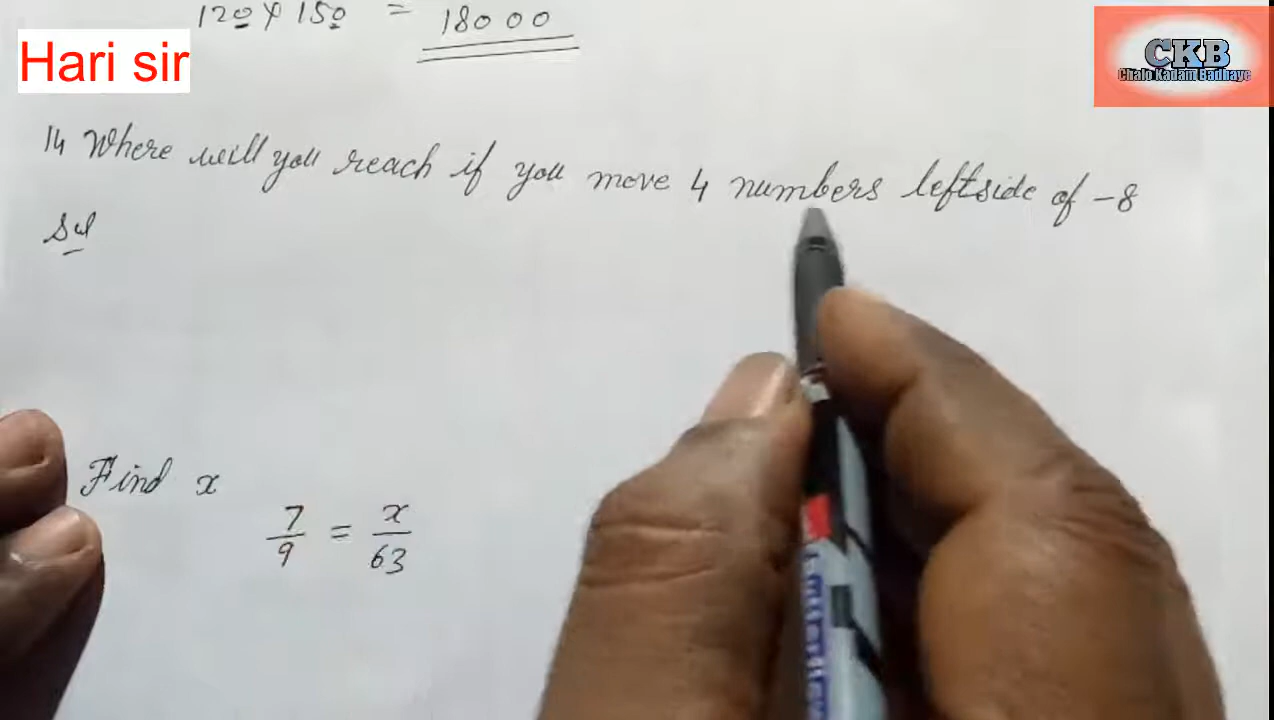 120 × 150 = 18000
Hari sir
CKB
Chalo Kadam Badhaye
14 Where will you reach if you move 4 numbers leftside of -8
Sol
Find x
7/9 = x/63